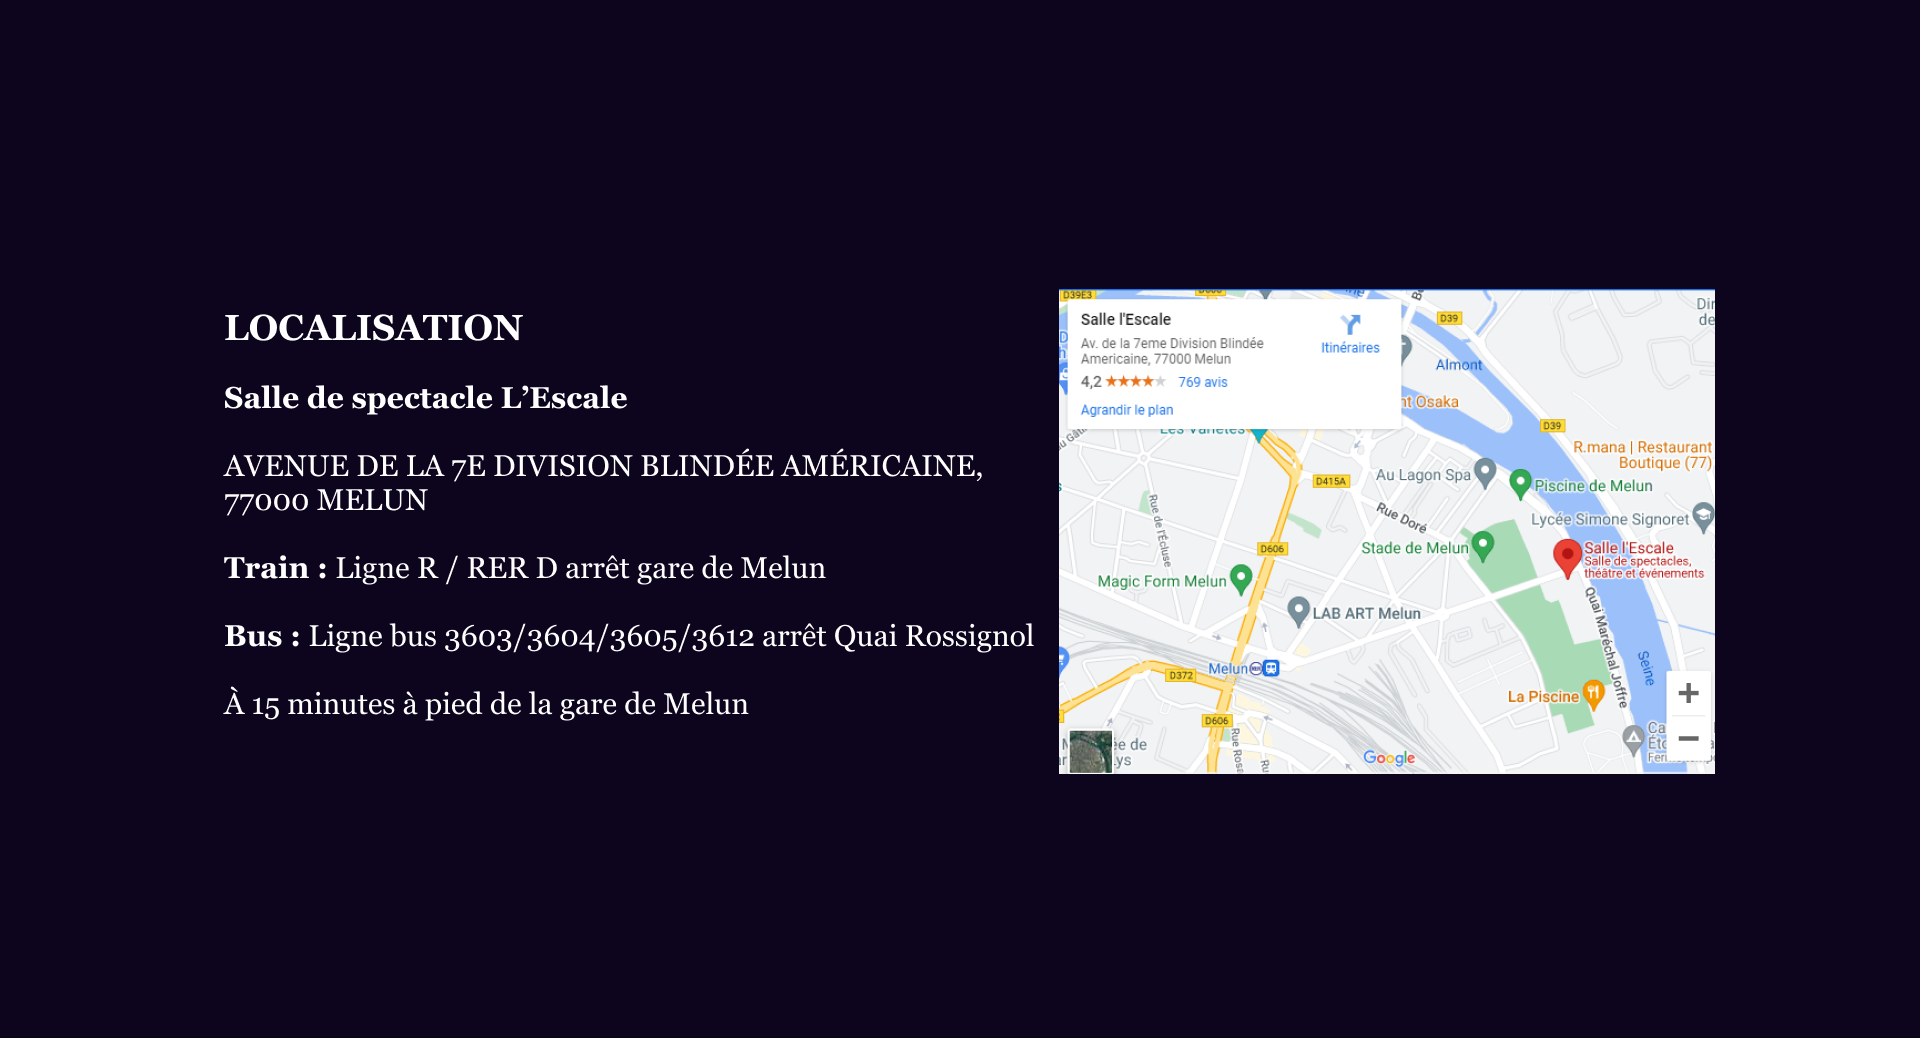 LOCALISATION
Salle de spectacle L’Escale
AVENUE DE LA 7E DIVISION BLINDÉE AMÉRICAINE,
77000 MELUN
Train : Ligne R / RER D arrêt gare de Melun
Bus : Ligne bus 3603/3604/3605/3612 arrêt Quai Rossignol
À 15 minutes à pied de la gare de Melun
D39E3
Salle l'Escale
Av. de la 7eme Division Blindée
Americaine, 77000 Melun
4,2
769 avis
Agrandir le plan
Itinéraires
D39
Almont
Osaka
D39
R.mana | Restaurant
Boutique (77)
Les Variétés
D415A
Au Lagon Spa
Piscine de Melun
Rue de l'Écluse
Rue Doré
Lycée Simone Signoret
D606
Stade de Melun
Salle l'Escale
Salle de spectacles,
théâtre et événements
Magic Form Melun
LAB ART Melun
Quai Maréchal Joffre
Seine
Melun
RER
D372
La Piscine
D606
Google
+
−